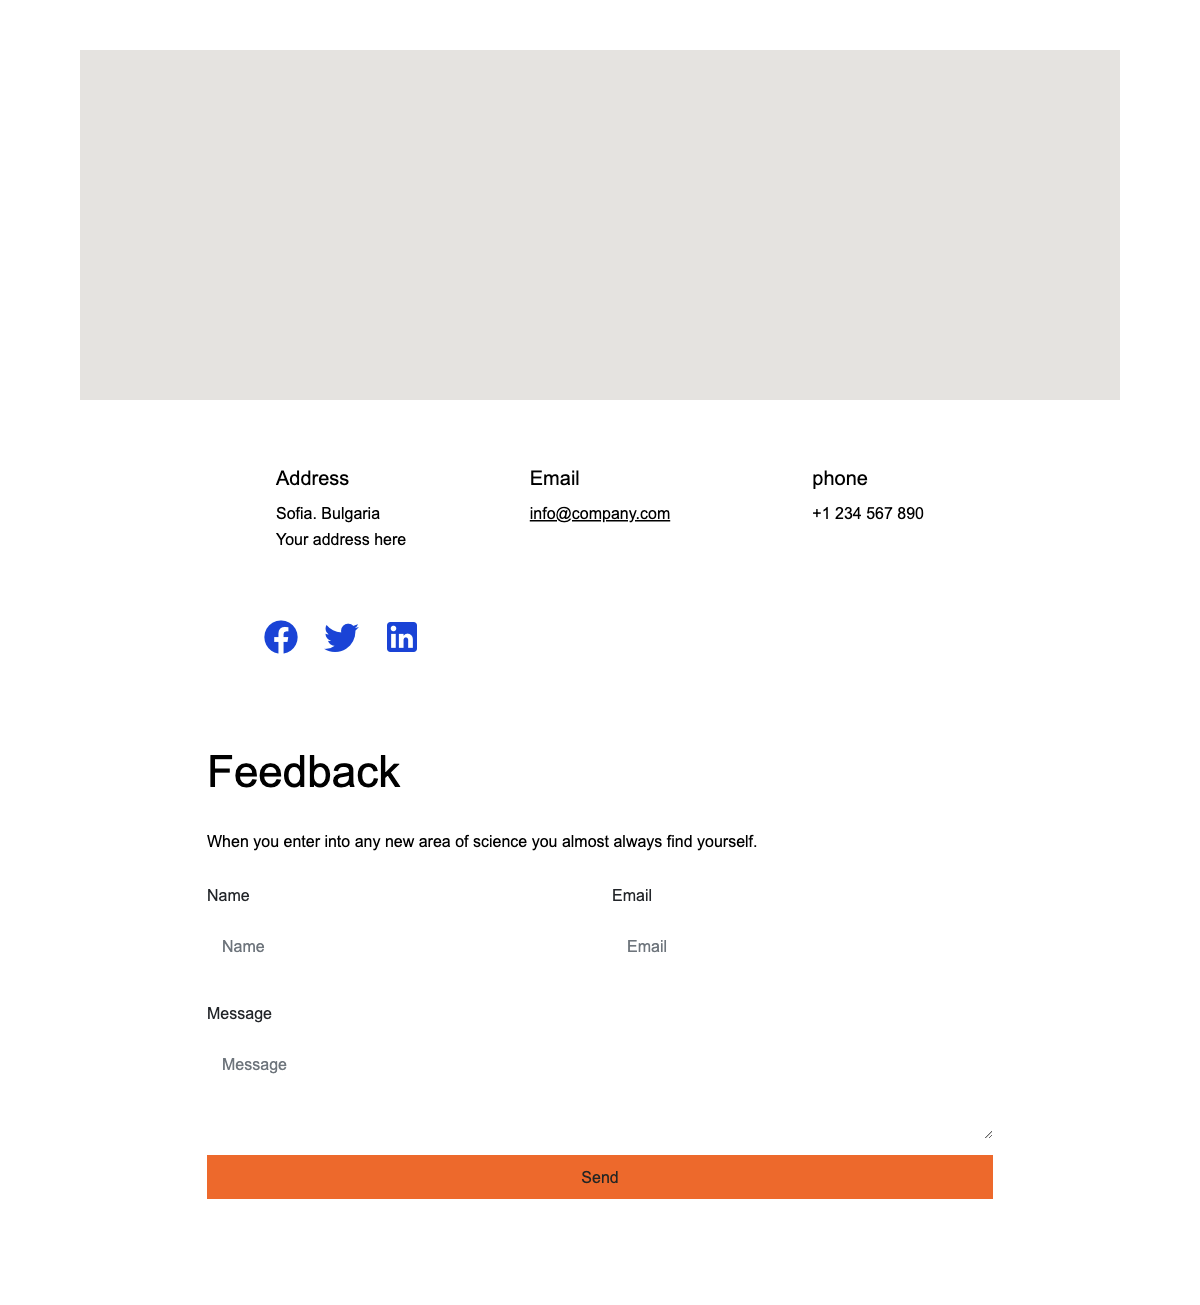 Address
Sofia. Bulgaria
Your address here
Email
info@company.com
phone
+1 234 567 890
Feedback
When you enter into any new area of science you almost always find yourself.
Name
Email
Name
Email
Message
Message
Send